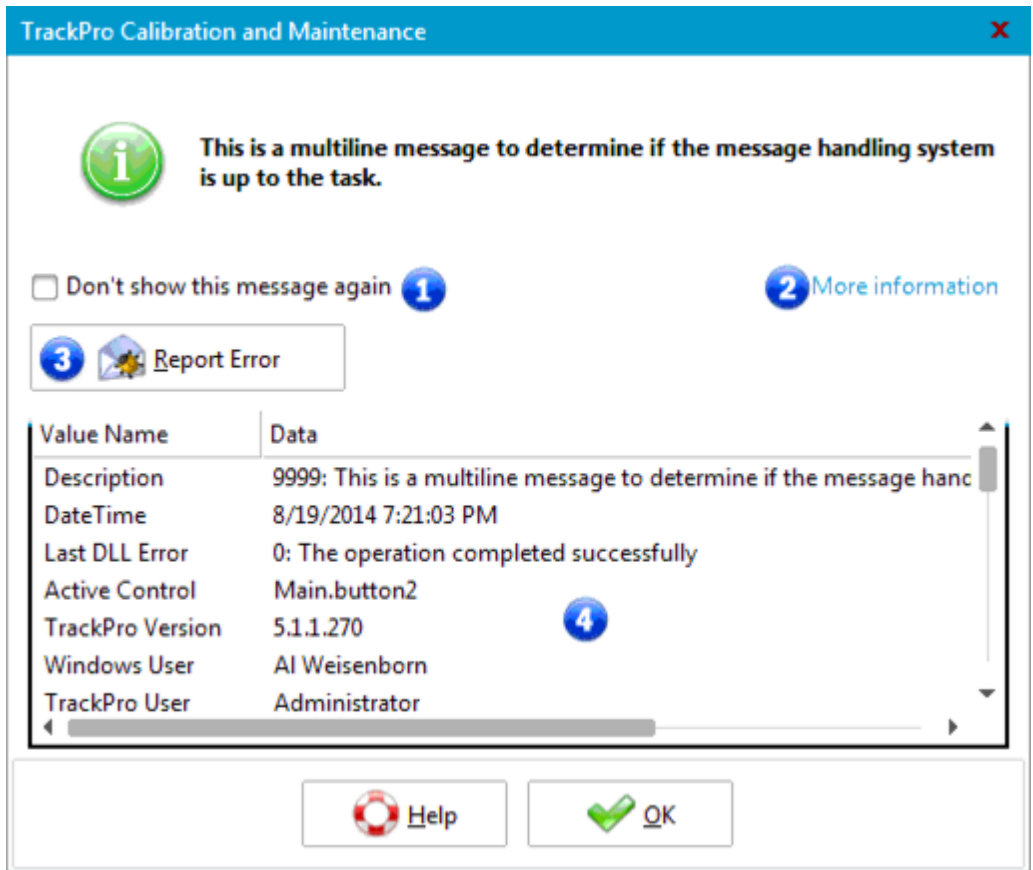 TrackPro Calibration and Maintenance x
i
This is a multiline message to determine if the message handling system
is up to the task.
Don't show this message again 1
2 More information
3 Report Error
Value Name Data
Description 9999: This is a multiline message to determine if the message hanc
DateTime 8/19/2014 7:21:03 PM
Last DLL Error 0: The operation completed successfully
Active Control Main.button2
4
TrackPro Version 5.1.1.270
Windows User Al Weisenborn
TrackPro User Administrator
Help OK